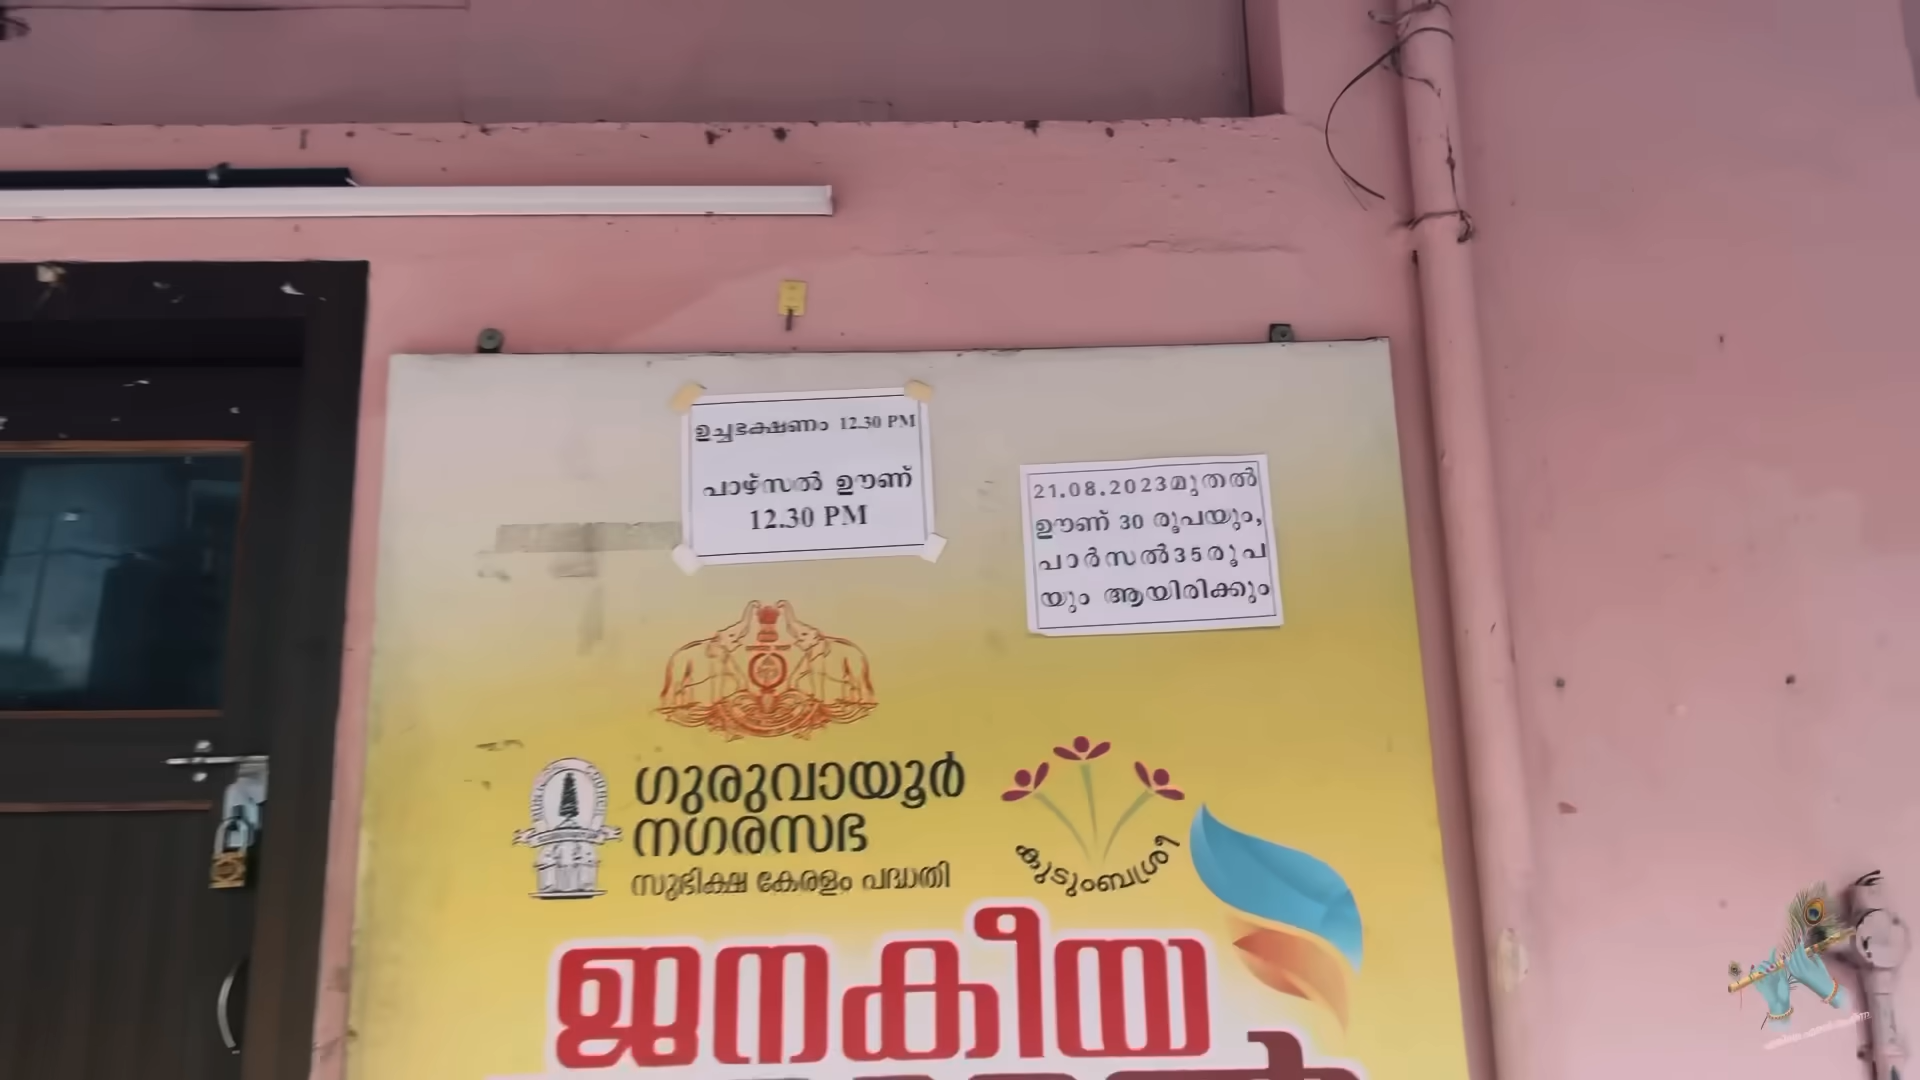 ഉച്ചഭക്ഷണം 12.30 PM
പാഴ്സൽ ഊണ്
12.30 PM
21.08.2023മുതൽ
ഊണ് 30 രൂപയും,
പാർസൽ35രൂപ
യും ആയിരിക്കും
ഗുരുവായൂർ
നഗരസഭ
സുഭിക്ഷ കേരളം പദ്ധതി
കുടുംബശ്രീ
ജനകീയ